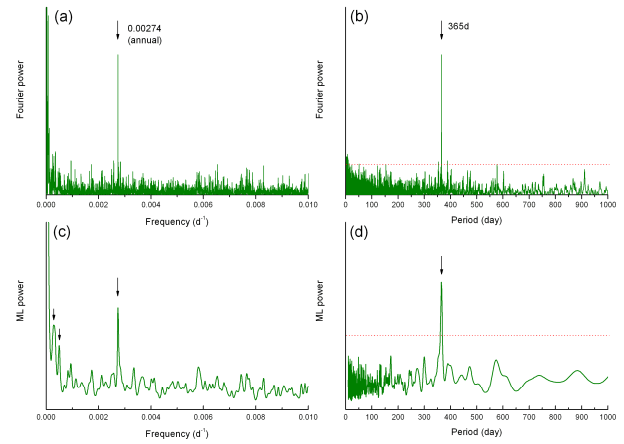 (a)
0.00274
(annual)
Fourier power
0.000 0.002 0.004 0.006 0.008 0.010
Frequency (d⁻¹)
(b)
365d
Fourier power
0 100 200 300 400 500 600 700 800 900 1000
Period (day)
(c)
ML power
0.000 0.002 0.004 0.006 0.008 0.010
Frequency (d⁻¹)
(d)
ML power
0 100 200 300 400 500 600 700 800 900 1000
Period (day)